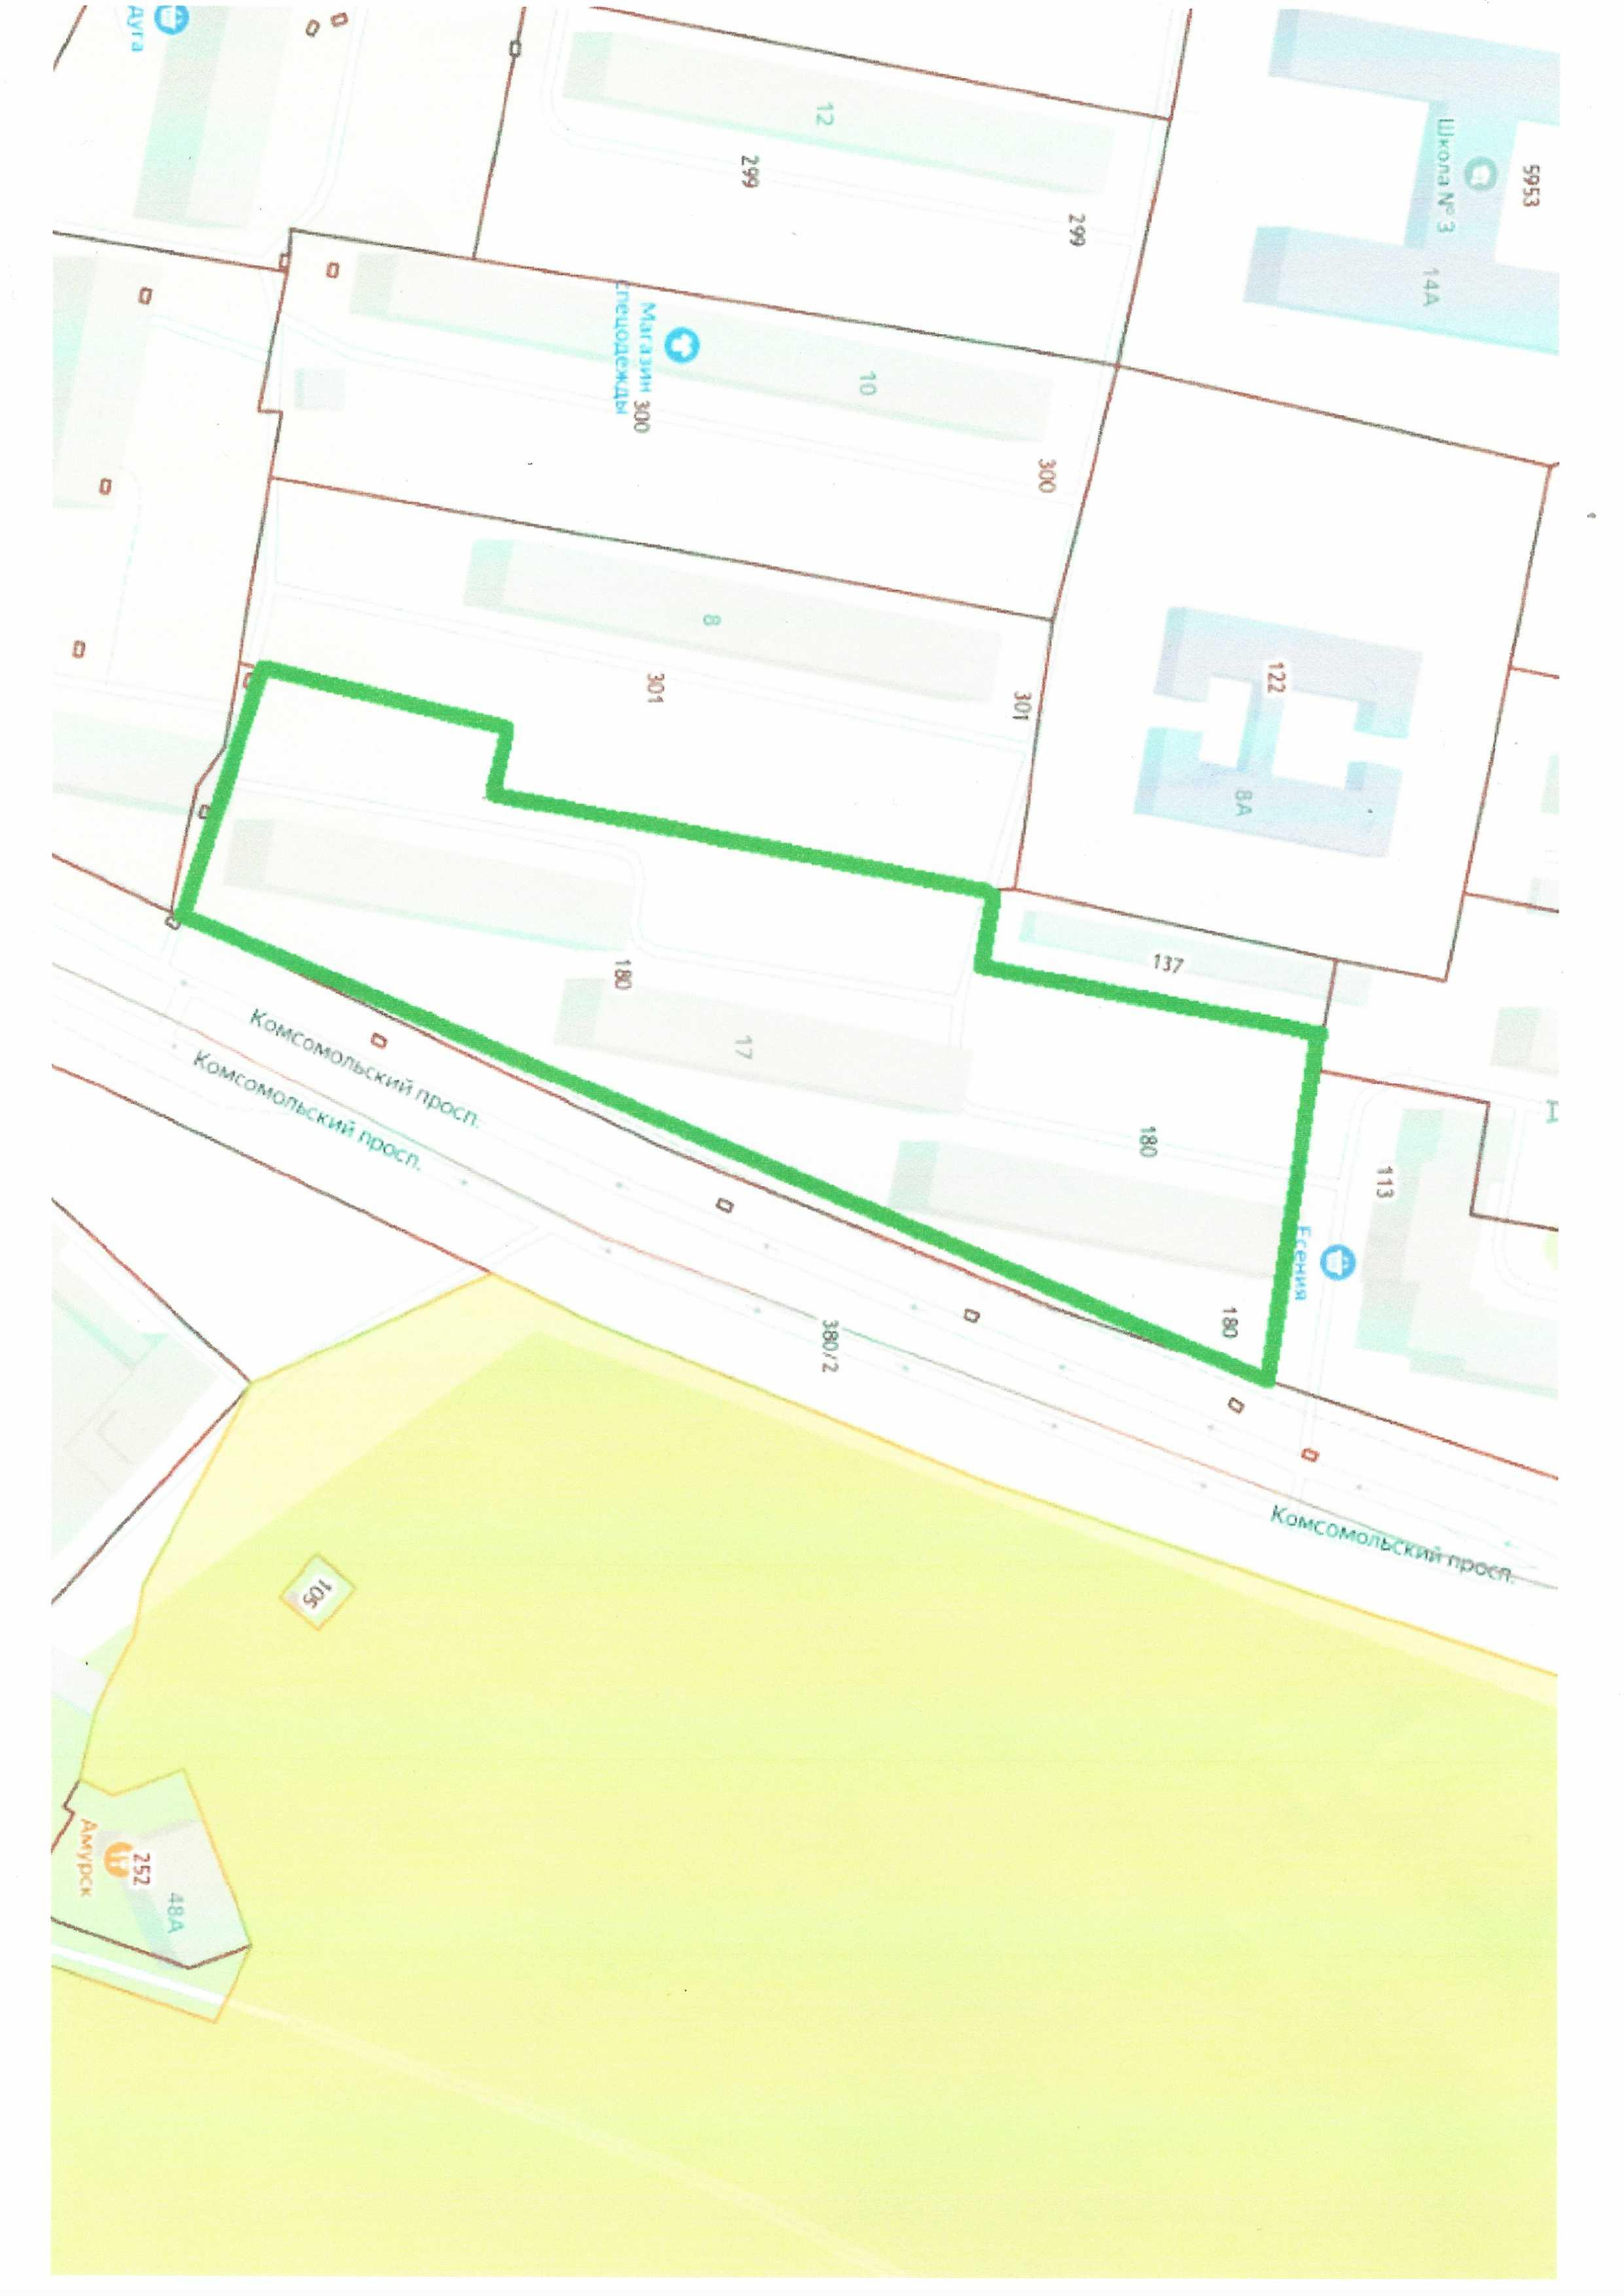 5953
Школа № 3
14А
12
299
299
Магазин
спецодежды
300
10
300
8
301
301
122
8А
137
180
17
180
180
113
Есения
Комсомольский просп.
Комсомольский просп.
380/2
Комсомольский просп.
105
252
48А
Амурск